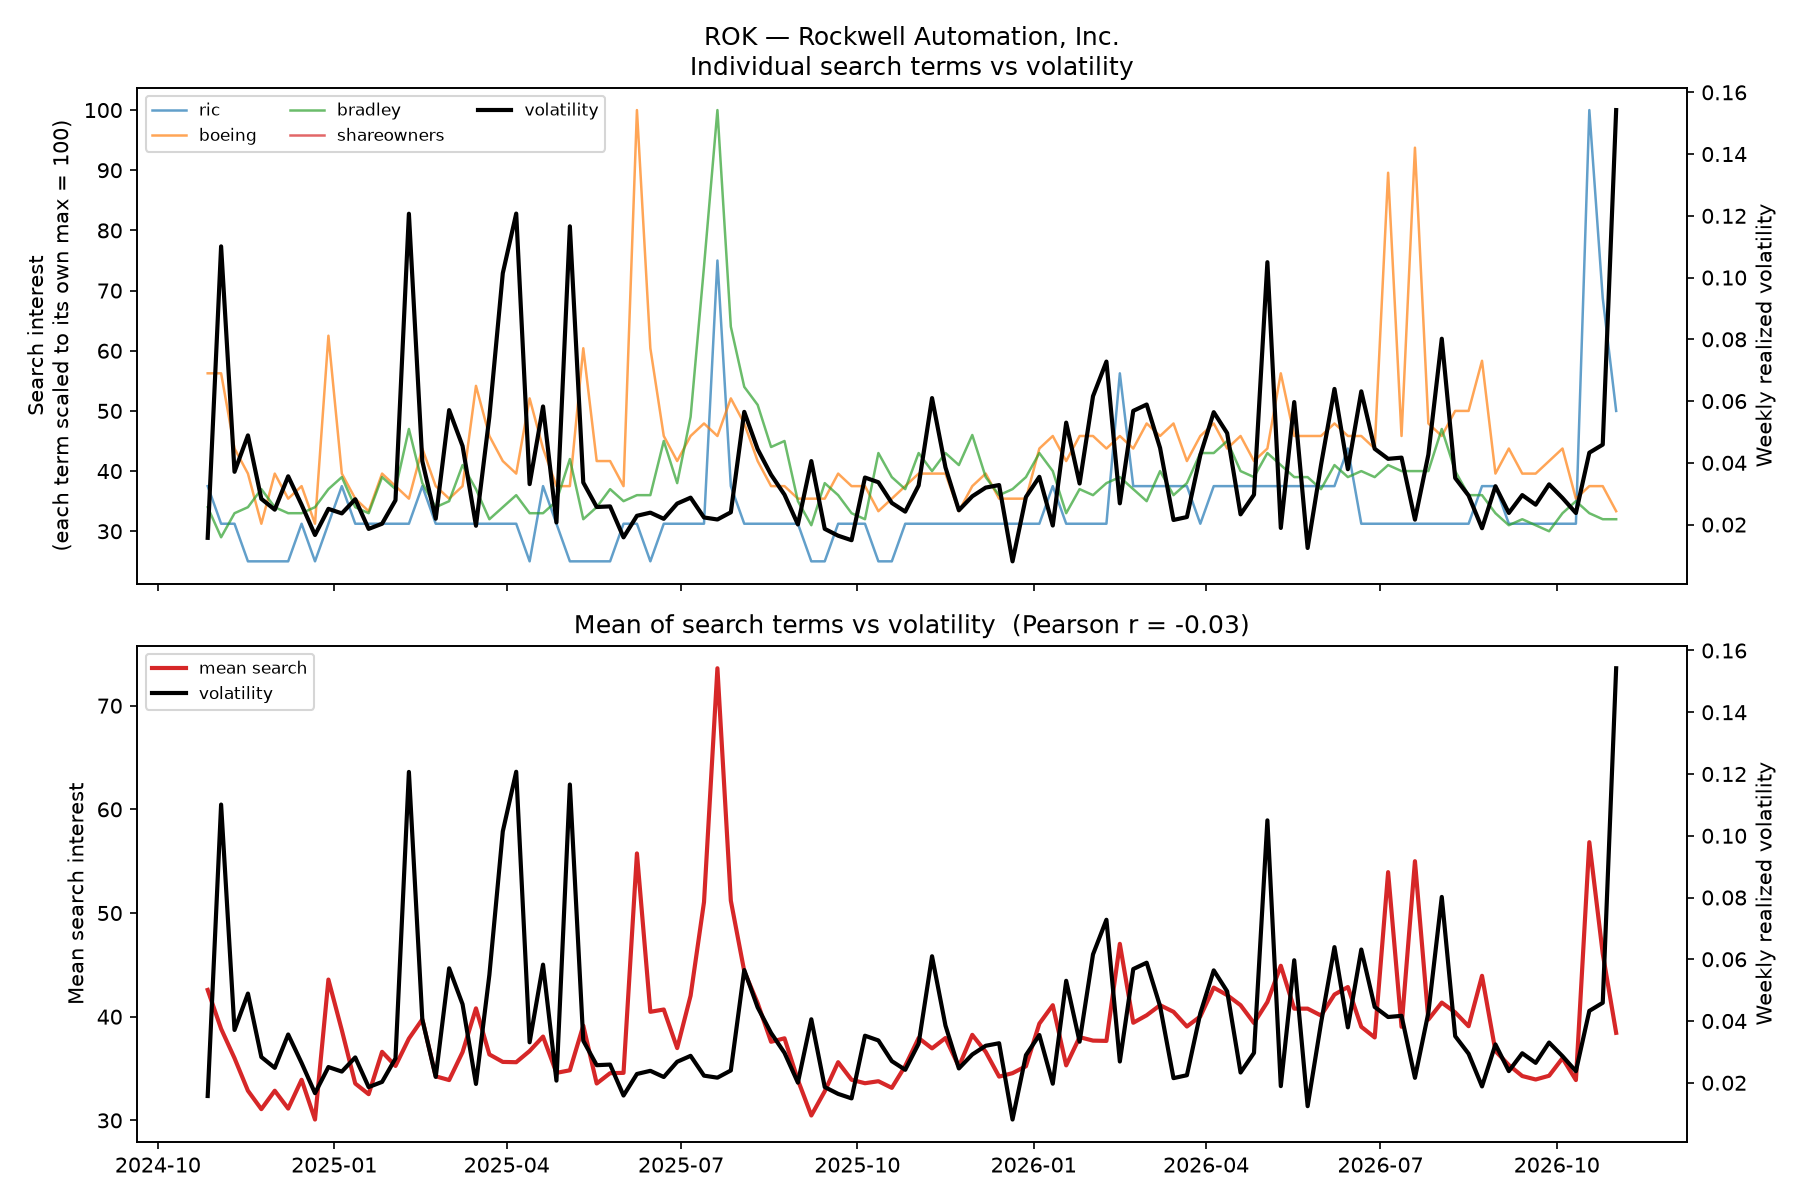 ROK — Rockwell Automation, Inc.
Individual search terms vs volatility
ric
boeing
bradley
shareowners
volatility
Search interest
(each term scaled to its own max = 100)
100
90
80
70
60
50
40
30
0.16
0.14
0.12
0.10
0.08
0.06
0.04
0.02
Weekly realized volatility
Mean of search terms vs volatility (Pearson r = -0.03)
mean search
volatility
Mean search interest
70
60
50
40
30
0.16
0.14
0.12
0.10
0.08
0.06
0.04
0.02
Weekly realized volatility
2024-10
2025-01
2025-04
2025-07
2025-10
2026-01
2026-04
2026-07
2026-10